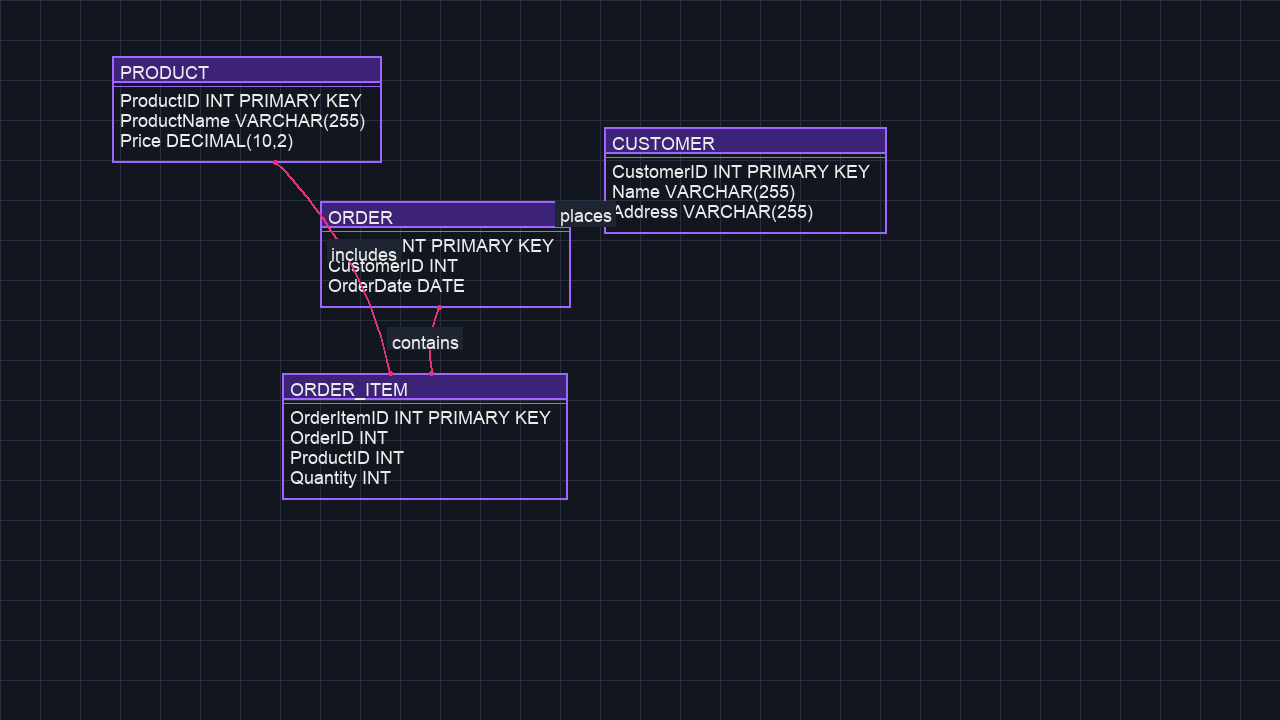 PRODUCT
ProductID INT PRIMARY KEY
ProductName VARCHAR(255)
Price DECIMAL(10,2)
CUSTOMER
CustomerID INT PRIMARY KEY
Name VARCHAR(255)
Address VARCHAR(255)
places
ORDER
NT PRIMARY KEY
includes
CustomerID INT
OrderDate DATE
contains
ORDER_ITEM
OrderItemID INT PRIMARY KEY
OrderID INT
ProductID INT
Quantity INT